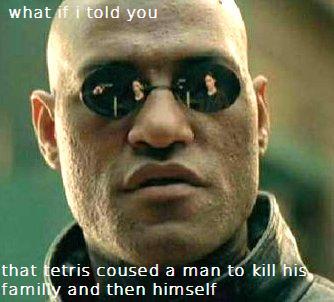 what if i told you
that tetris coused a man to kill his
family and then himself